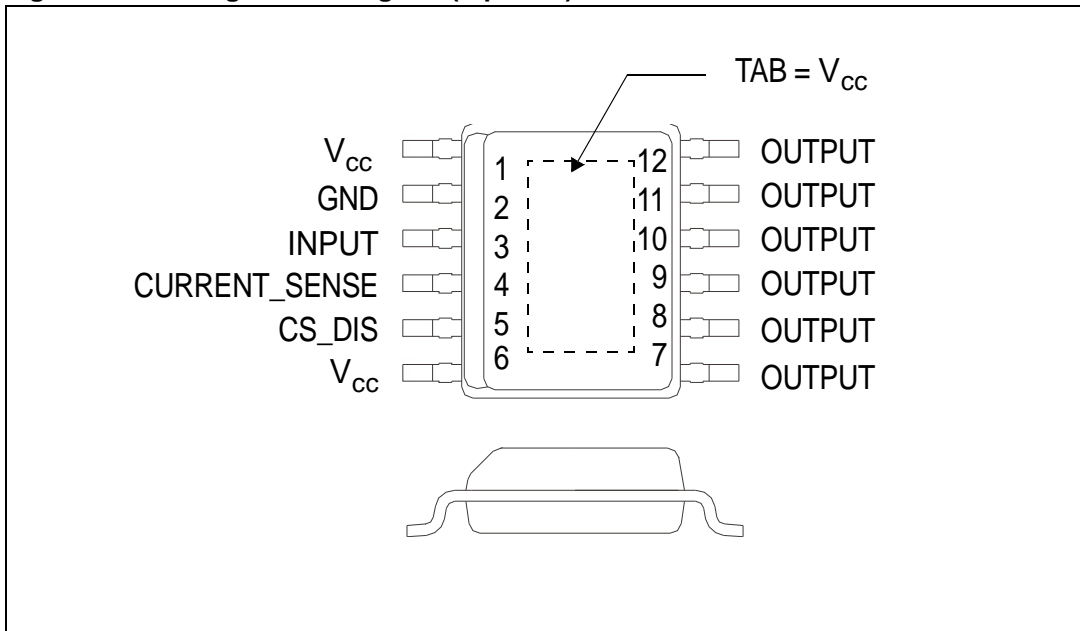 TAB = Vcc
Vcc 1 12 OUTPUT
GND 2 11 OUTPUT
INPUT 3 10 OUTPUT
CURRENT_SENSE 4 9 OUTPUT
CS_DIS 5 8 OUTPUT
Vcc 6 7 OUTPUT